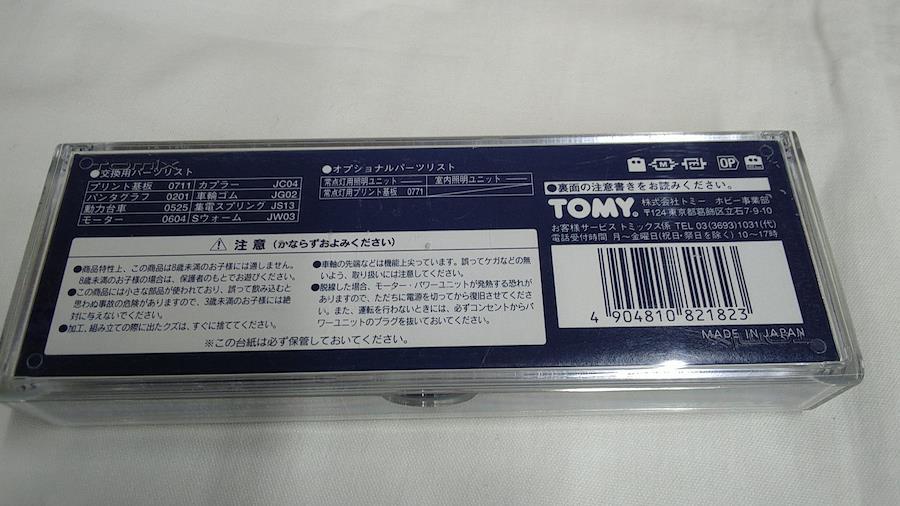 TOMIX
●交換用パーツリスト
プリント基板 0711 カプラー JC04
パンタグラフ 0201 車輪ゴム JG02
動力台車 0525 集電スプリング JS13
モーター 0604 Sウォーム JW03
●オプショナルパーツリスト
常点灯用照明ユニット ── 室内照明ユニット ──
常点灯用プリント基板 0771
M OP
●裏面の注意書きをお読みください。
TOMY® 株式会社トミー ホビー事業部
〒124 東京都葛飾区立石7-9-10
お客様サービス トミックス係 TEL 03(3693)1031(代)
電話受付時間 月〜金曜日(祝日・祭日を除く) 10〜17時
注意 (かならずおよみください)
●商品特性上、この商品は8歳未満のお子様には適しません。
8歳未満のお子様の場合は、保護者のもとでお遊びください。
●この商品には小さな部品が使われており、誤って飲み込むと
思わぬ事故の危険がありますので、3歳未満のお子様には絶
対に与えないでください。
●加工、組み立ての際に出たクズは、すぐに捨ててください。
●車軸の先端などは機能上尖っています。誤ってケガなどの無
いよう、取り扱いには注意してください。
●脱線した場合、モーター・パワーユニットが発熱する恐れが
ありますので、ただちに電源を切ってから復旧させてくださ
い。また、運転を行わないときには、必ずコンセントからパ
ワーユニットのプラグを抜いておいてください。
※この台紙は必ず保管しておいてください。
4 904810 821823
MADE IN JAPAN